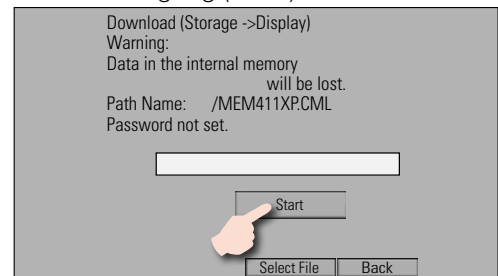 Download (Storage ->Display)
Warning:
Data in the internal memory
will be lost.
Path Name: /MEM411XP.CML
Password not set.
Start
Select File Back